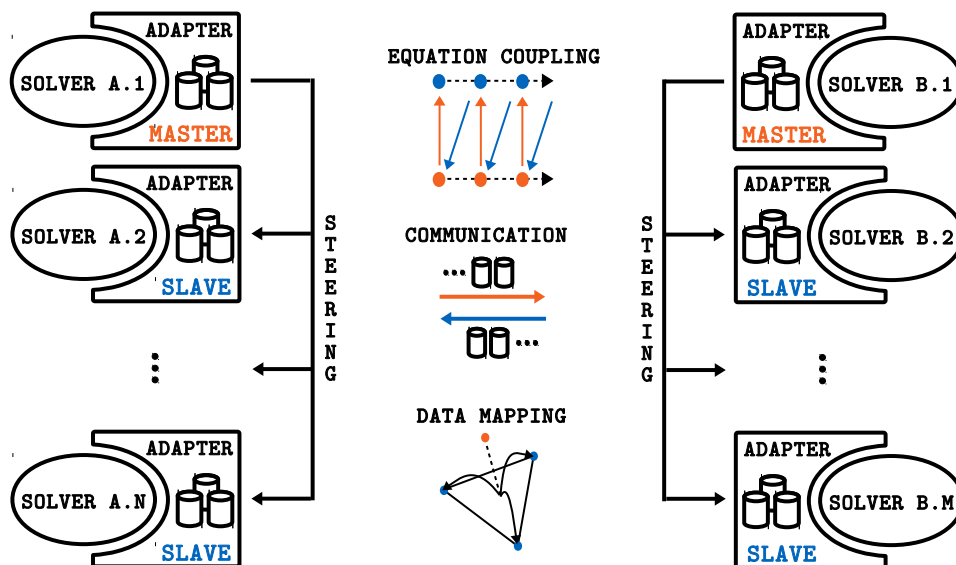 ADAPTER
SOLVER A.1
MASTER
ADAPTER
SOLVER A.2
SLAVE
ADAPTER
SOLVER A.N
SLAVE
STEERING
EQUATION COUPLING
COMMUNICATION
DATA MAPPING
STEERING
ADAPTER
SOLVER B.1
MASTER
ADAPTER
SOLVER B.2
SLAVE
ADAPTER
SOLVER B.M
SLAVE